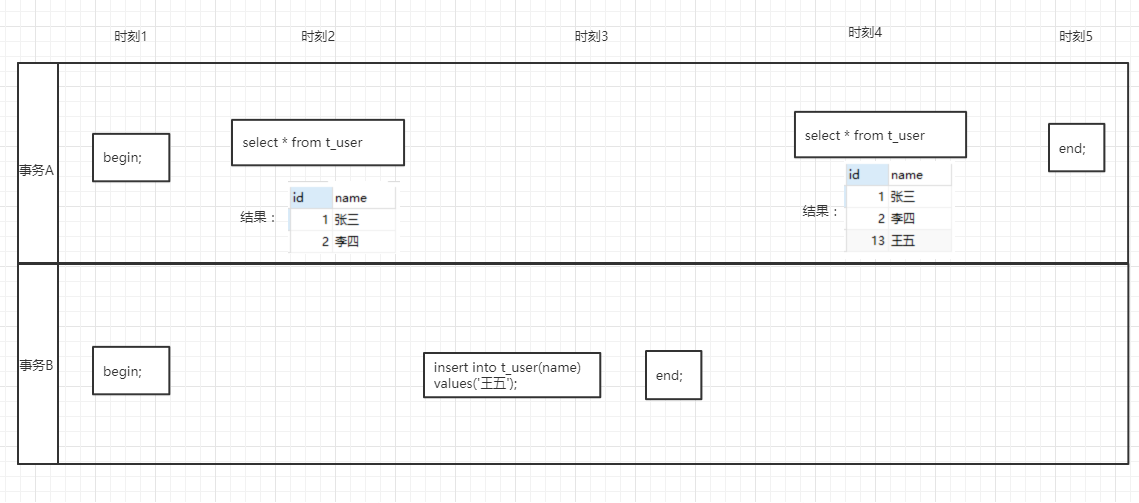 时刻1 时刻2 时刻3 时刻4 时刻5
事务A
begin;
select * from t_user
结果：
id name
1 张三
2 李四
select * from t_user
结果：
id name
1 张三
2 李四
13 王五
end;
事务B
begin;
insert into t_user(name)
values('王五');
end;